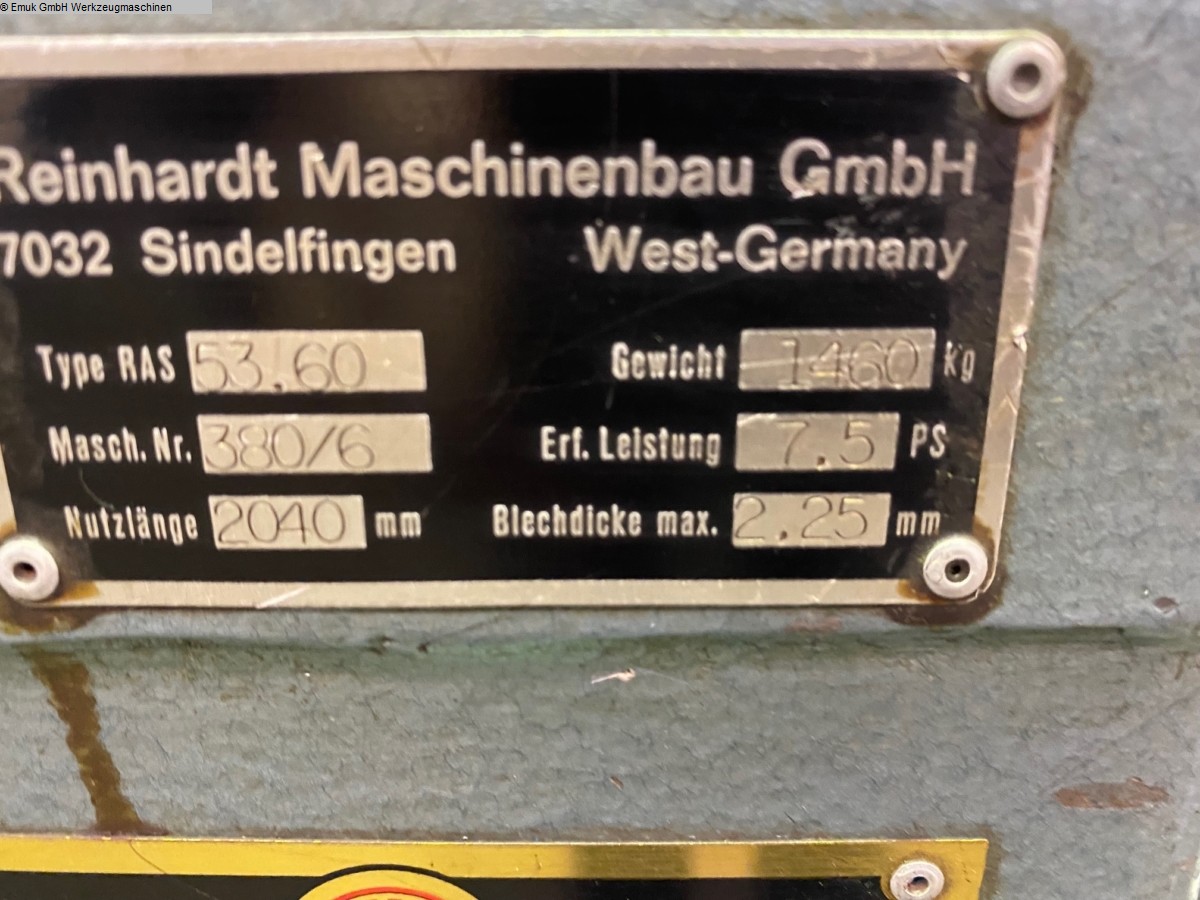 © Emuk GmbH Werkzeugmaschinen
Reinhardt Maschinenbau GmbH
7032 Sindelfingen West-Germany
Type RAS 53.60 Gewicht 1460 kg
Masch. Nr. 380/6 Erf. Leistung 7.5 PS
Nutzlänge 2040 mm Blechdicke max. 2.25 mm